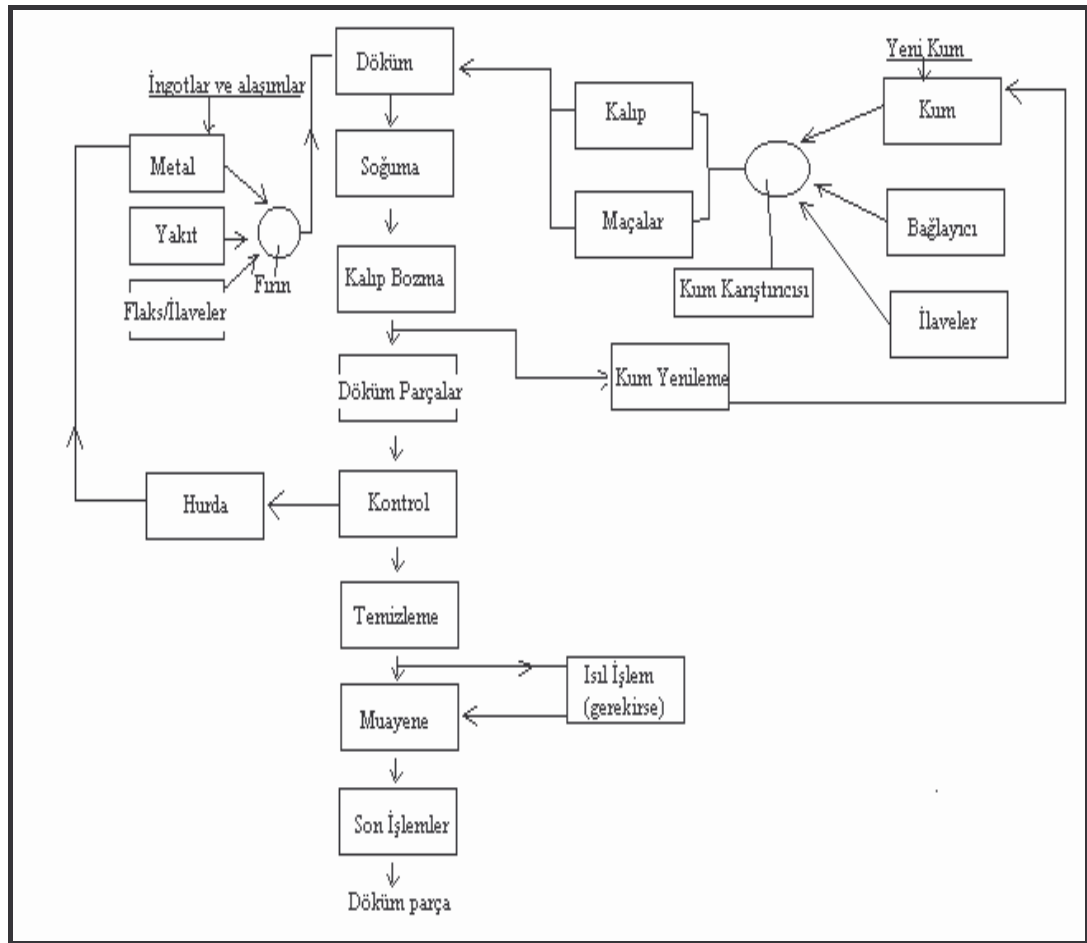 Döküm
Yeni Kum
İngotlar ve alaşımlar
Kalıp
Kum
Metal
Soğuma
Yakıt
Maçalar
Bağlayıcı
Fırın
Kalıp Bozma
Kum Karıştırıcısı
Flaks/İlaveler
İlaveler
Döküm Parçalar
Kum Yenileme
Hurda
Kontrol
Temizleme
Isıl İşlem
(gerekirse)
Muayene
Son İşlemler
Döküm parça